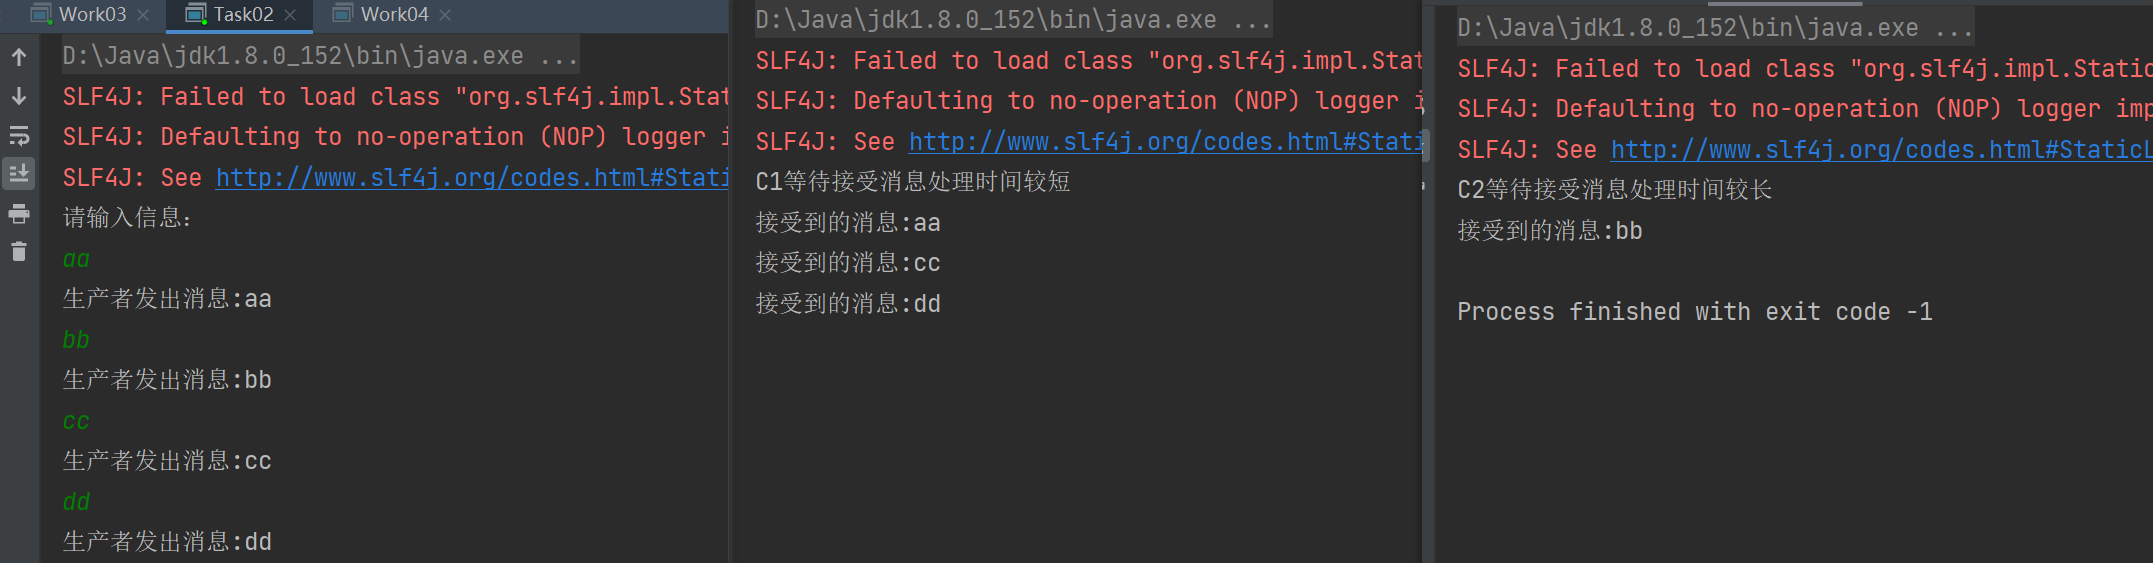 Work03
Task02
Work04
D:\Java\jdk1.8.0_152\bin\java.exe ...
SLF4J: Failed to load class "org.slf4j.impl.Stat
SLF4J: Defaulting to no-operation (NOP) logger i
SLF4J: See http://www.slf4j.org/codes.html#Stati
请输入信息:
aa
生产者发出消息:aa
bb
生产者发出消息:bb
cc
生产者发出消息:cc
dd
生产者发出消息:dd
D:\Java\jdk1.8.0_152\bin\java.exe ...
SLF4J: Failed to load class "org.slf4j.impl.Stat
SLF4J: Defaulting to no-operation (NOP) logger i
SLF4J: See http://www.slf4j.org/codes.html#Stati
C1等待接受消息处理时间较短
接受到的消息:aa
接受到的消息:cc
接受到的消息:dd
D:\Java\jdk1.8.0_152\bin\java.exe ...
SLF4J: Failed to load class "org.slf4j.impl.Static
SLF4J: Defaulting to no-operation (NOP) logger imp
SLF4J: See http://www.slf4j.org/codes.html#StaticL
C2等待接受消息处理时间较长
接受到的消息:bb
Process finished with exit code -1